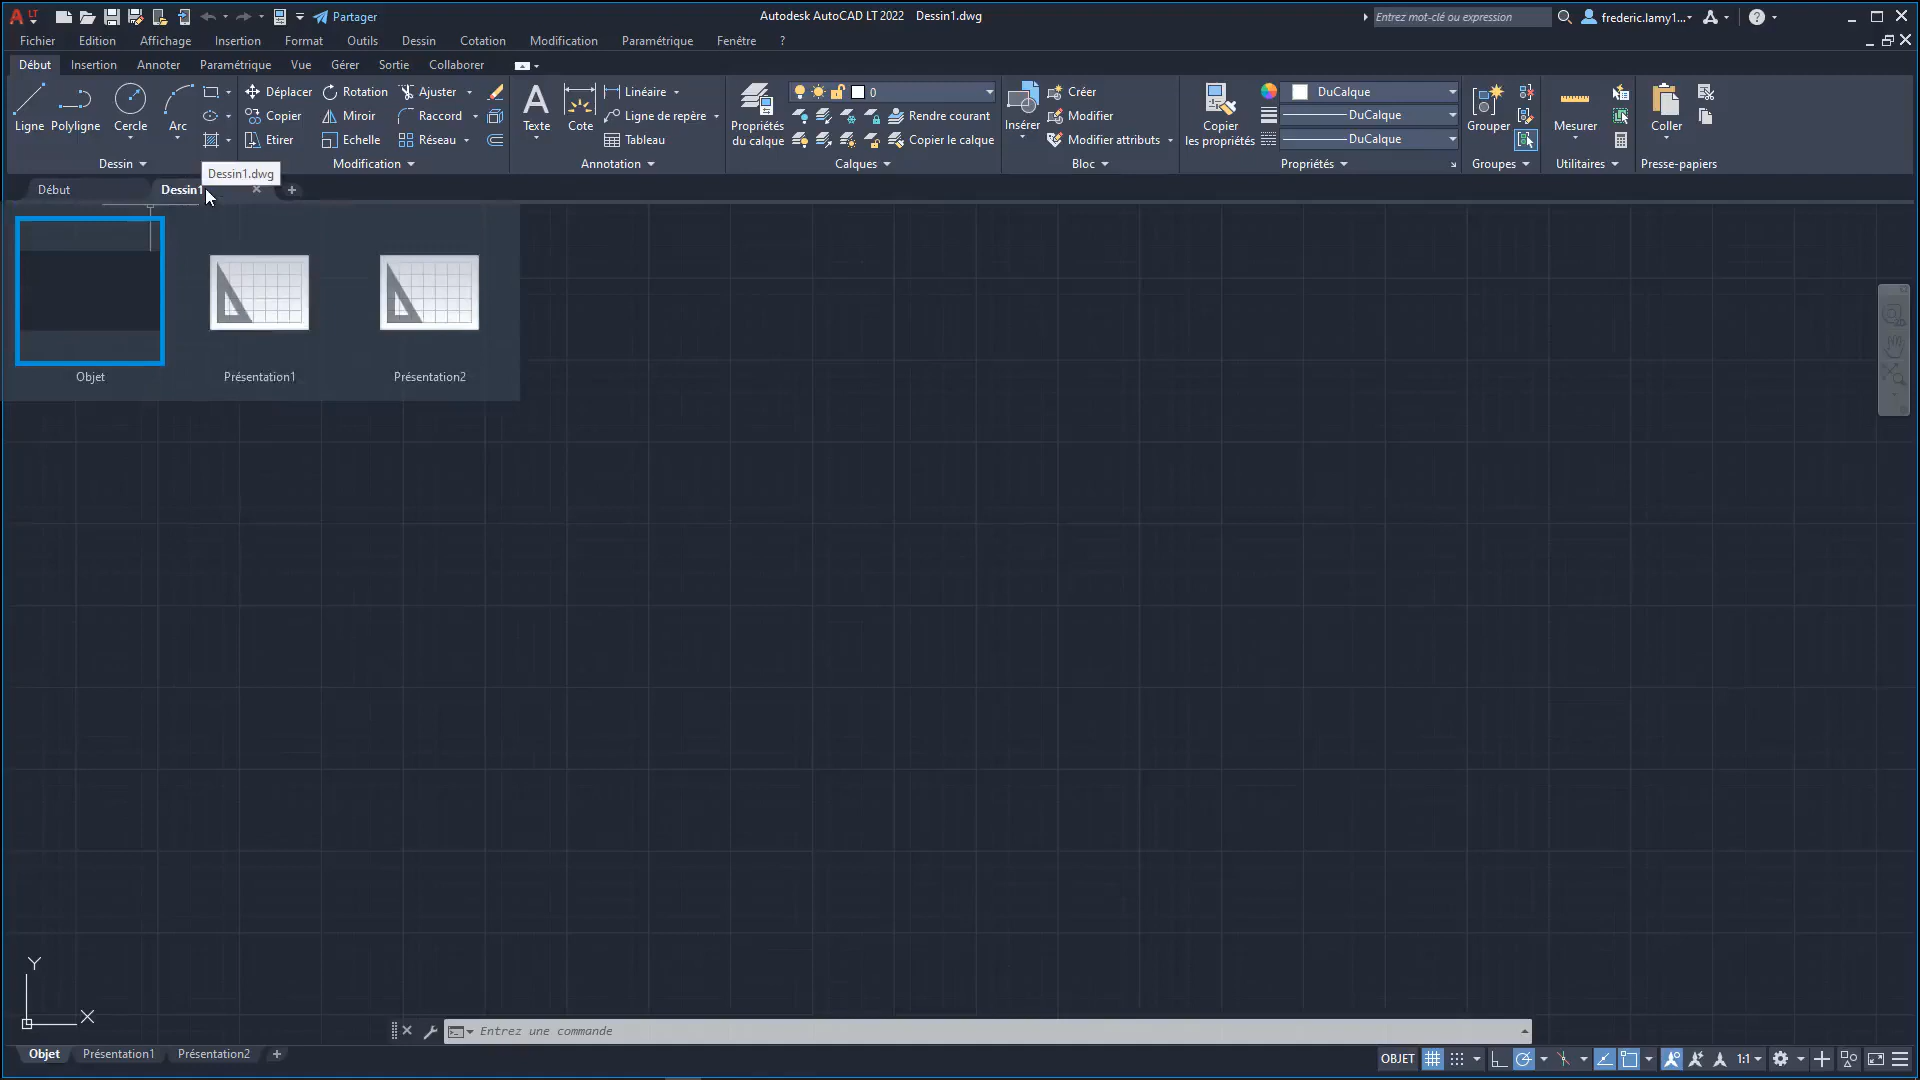 LT
Partager
Autodesk AutoCAD LT 2022 Dessin1.dwg
Entrez mot-clé ou expression
frederic.lamy1...
Fichier Edition Affichage Insertion Format Outils Dessin Cotation Modification Paramétrique Fenêtre ?
Début Insertion Annoter Paramétrique Vue Gérer Sortie Collaborer
Ligne Polyligne Cercle Arc
Déplacer Rotation Ajuster
Copier Miroir Raccord
Etirer Echelle Réseau
Texte Cote
Linéaire
Ligne de repère
Tableau
Propriétés
du calque
0
Rendre courant
Copier le calque
Insérer
Créer
Modifier
Modifier attributs
Copier
les propriétés
DuCalque
DuCalque
DuCalque
Grouper
Mesurer
Coller
Dessin Modification Annotation Calques Bloc Propriétés Groupes Utilitaires Presse-papiers
Dessin1.dwg
Début Dessin1
Objet Présentation1 Présentation2
2D
Y
X
Entrez une commande
Objet Présentation1 Présentation2
OBJET
1:1